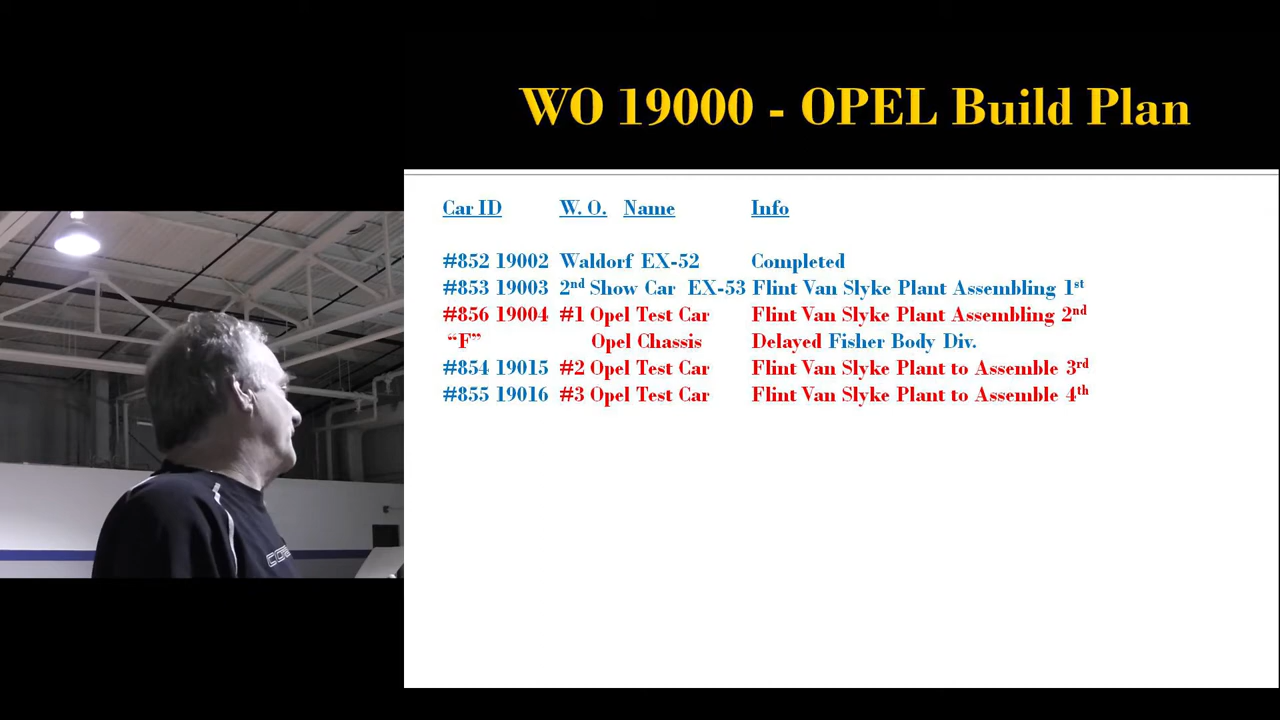 WO 19000 - OPEL Build Plan
Car ID W. O. Name Info
#852 19002 Waldorf EX-52 Completed
#853 19003 2nd Show Car EX-53 Flint Van Slyke Plant Assembling 1st
#856 19004 #1 Opel Test Car Flint Van Slyke Plant Assembling 2nd
“F” Opel Chassis Delayed Fisher Body Div.
#854 19015 #2 Opel Test Car Flint Van Slyke Plant to Assemble 3rd
#855 19016 #3 Opel Test Car Flint Van Slyke Plant to Assemble 4th